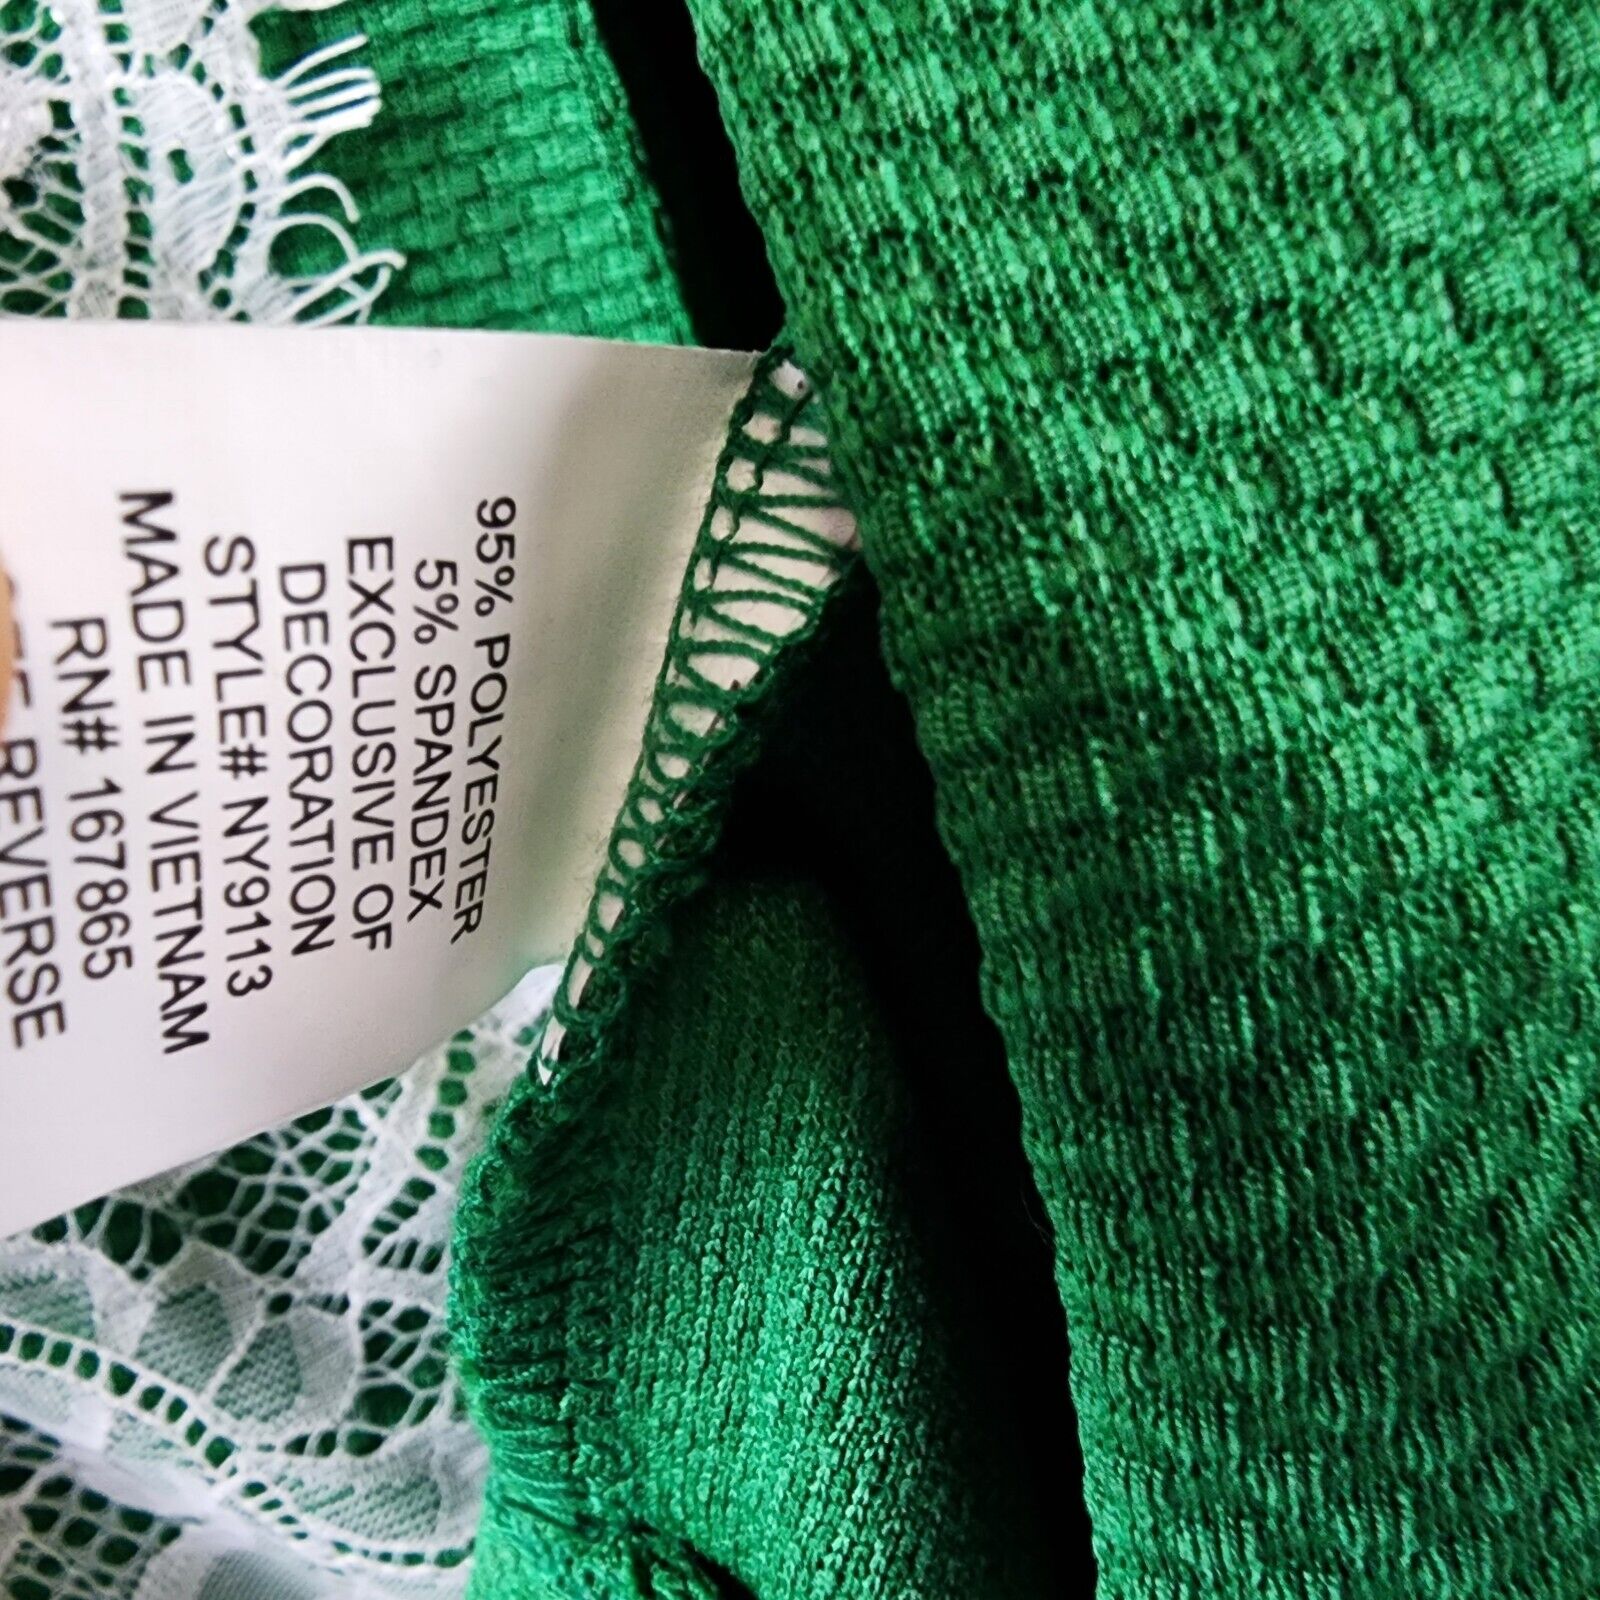 95% POLYESTER
5% SPANDEX
EXCLUSIVE OF
DECORATION
STYLE# NY9113
MADE IN VIETNAM
RN# 167865
REVERSE